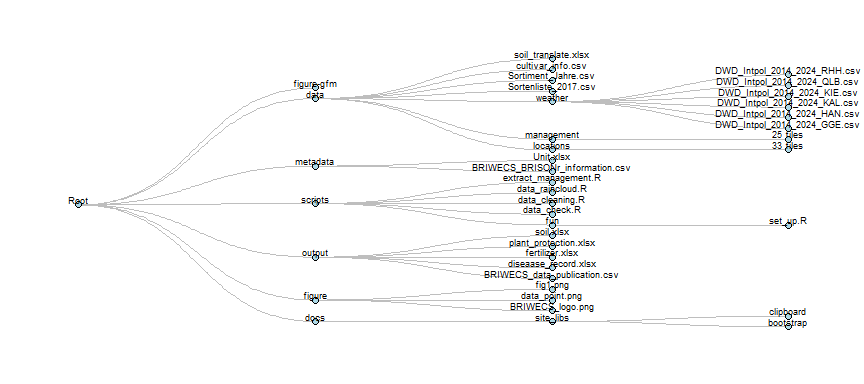 Root
figure-gfm
data
soil_translate.xlsx
cultivar_info.csv
Sortiment_Jahre.csv
Sortenliste_2017.csv
weather
DWD_Intpol_2014_2024_RHH.csv
DWD_Intpol_2014_2024_QLB.csv
DWD_Intpol_2014_2024_KIE.csv
DWD_Intpol_2014_2024_KAL.csv
DWD_Intpol_2014_2024_HAN.csv
DWD_Intpol_2014_2024_GGE.csv
management
25 files
locations
33 files
metadata
Unit.xlsx
BRIWECS_BRISONr_information.csv
scripts
extract_management.R
data_raincloud.R
data_cleaning.R
data_check.R
fun
set_up.R
output
soil.xlsx
plant_protection.xlsx
fertilizer.xlsx
diseaase_record.xlsx
BRIWECS_data_publication.csv
figure
fig1.png
data_point.png
BRIWECS_logo.png
docs
site_libs
clipboard
bootstrap